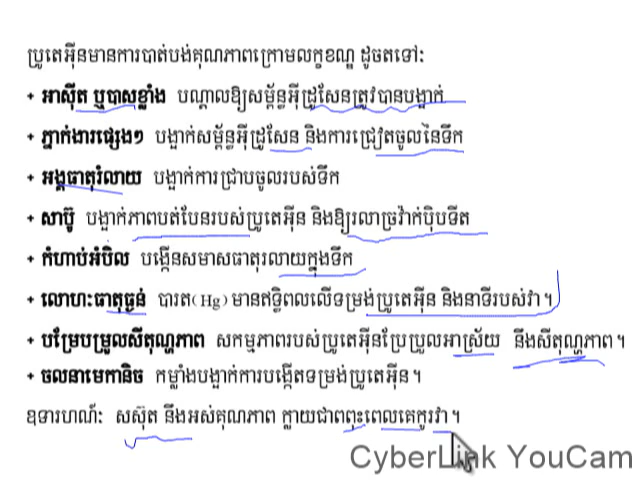 ប្រូតេអ៊ីនមានការបាត់បង់គុណភាពក្រោមលក្ខខណ្ឌ ដូចតទៅ:
+ អាស៊ីត ឬបាសខ្លាំង បណ្តាលឱ្យសម្ព័ន្ធអ៊ីដ្រូសែនត្រូវបានបង្អាក់
+ ភ្នាក់ងារផ្សេងៗ បង្អាក់សម្ព័ន្ធអ៊ីដ្រូសែន និងការជ្រៀតចូលនៃទឹក
+ អង្គធាតុរំលាយ បង្អាក់ការជ្រាបចូលរបស់ទឹក
+ សាប៊ូ បង្អាក់ភាពបត់បែនរបស់ប្រូតេអ៊ីន និងឱ្យរលាច្រវ៉ាក់ប៉ិបទីត
+ កំហាប់អំបិល បង្កើនសមាសធាតុរលាយក្នុងទឹក
+ លោហៈធាតុធ្ងន់ បារត(Hg)មានឥទ្ធិពលលើទម្រង់ប្រូតេអ៊ីន និងនាទីរបស់វា។
+ បម្រែបម្រួលសីតុណ្ហភាព សកម្មភាពរបស់ប្រូតេអ៊ីនប្រែប្រួលអាស្រ័យ នឹងសីតុណ្ហភាព។
+ ចលនាមេកានិច កម្លាំងបង្អាក់ការបង្កើតទម្រង់ប្រូតេអ៊ីន។
ឧទាហរណ៍: សស៊ុត នឹងអស់គុណភាព ក្លាយជាពពុះពេលគេកូរវា។
CyberLink YouCam